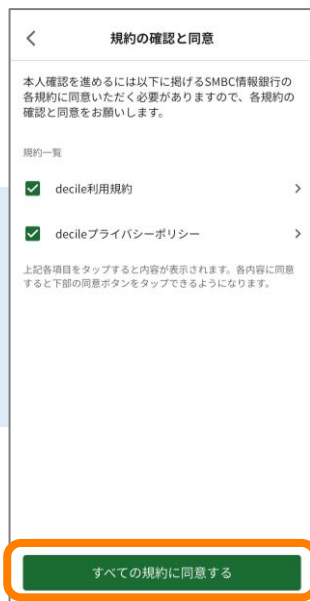 規約の確認と同意
本人確認を進めるには以下に掲げるSMBC情報銀行の
各規約に同意いただく必要がありますので、各規約の
確認と同意をお願いします。
規約一覧
decile利用規約
decileプライバシーポリシー
上記各項目をタップすると内容が表示されます。各内容に同意
すると下部の同意ボタンをタップできるようになります。
すべての規約に同意する